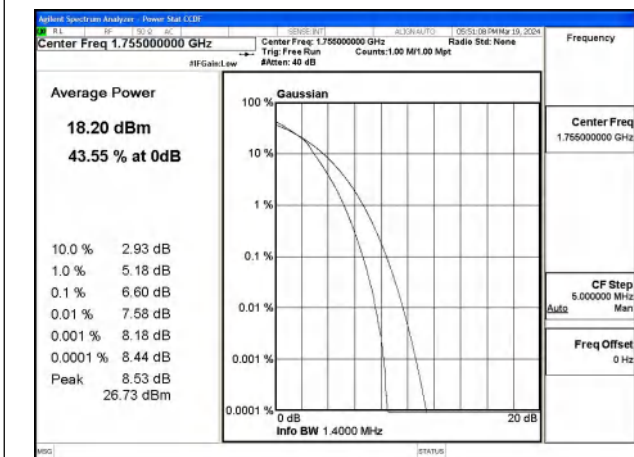 Agilent Spectrum Analyzer - Power Stat CCDF
RL RF 50 Ω AC SENSE:INT ALIGN AUTO 05:51:08 PM Mar 19, 2024
Center Freq 1.755000000 GHz
Center Freq: 1.755000000 GHz Radio Std: None
Trig: Free Run Counts:1.00 M/1.00 Mpt
#IFGain:Low #Atten: 40 dB
Frequency
Average Power
18.20 dBm
43.55 % at 0dB
10.0 % 2.93 dB
1.0 % 5.18 dB
0.1 % 6.60 dB
0.01 % 7.58 dB
0.001 % 8.18 dB
0.0001 % 8.44 dB
Peak 8.53 dB
26.73 dBm
Gaussian
100 %
10 %
1 %
0.1 %
0.01 %
0.001 %
0.0001 %
0 dB 20 dB
Info BW 1.4000 MHz
Center Freq
1.755000000 GHz
CF Step
5.000000 MHz
Auto Man
Freq Offset
0 Hz
MSG STATUS